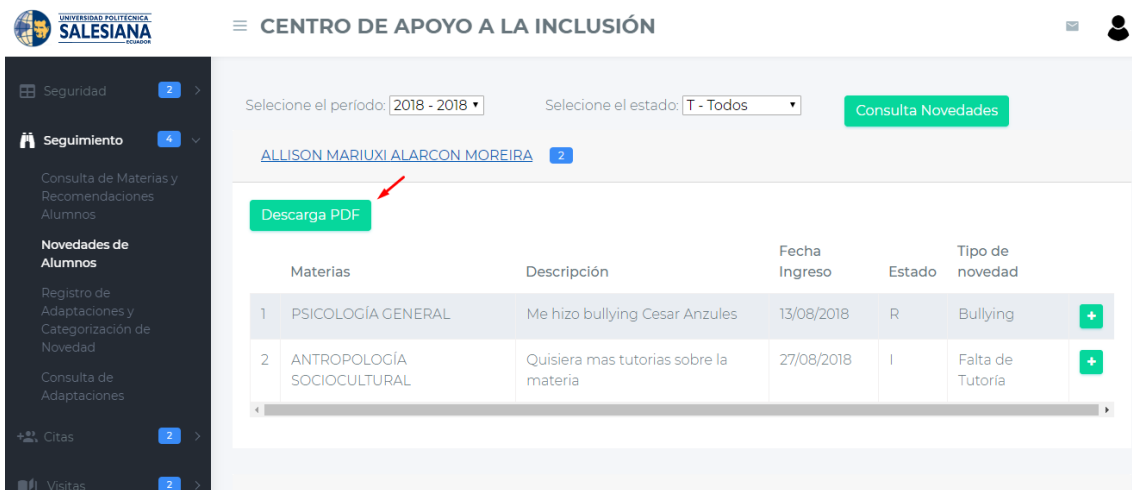 UNIVERSIDAD POLITÉCNICA
SALESIANA
ECUADOR
CENTRO DE APOYO A LA INCLUSIÓN
Seguridad 2
Seguimiento 4
Consulta de Materias y
Recomendaciones
Alumnos
Novedades de
Alumnos
Registro de
Adaptaciones y
Categorización de
Novedad
Consulta de
Adaptaciones
Citas 2
Visitas 2
Selecione el período: 2018 - 2018
Selecione el estado: T - Todos
Consulta Novedades
ALLISON MARIUXI ALARCON MOREIRA 2
Descarga PDF
Materias Descripción Fecha Ingreso Estado Tipo de novedad
1 PSICOLOGÍA GENERAL Me hizo bullying Cesar Anzules 13/08/2018 R Bullying +
2 ANTROPOLOGÍA SOCIOCULTURAL Quisiera mas tutorias sobre la materia 27/08/2018 I Falta de Tutoría +